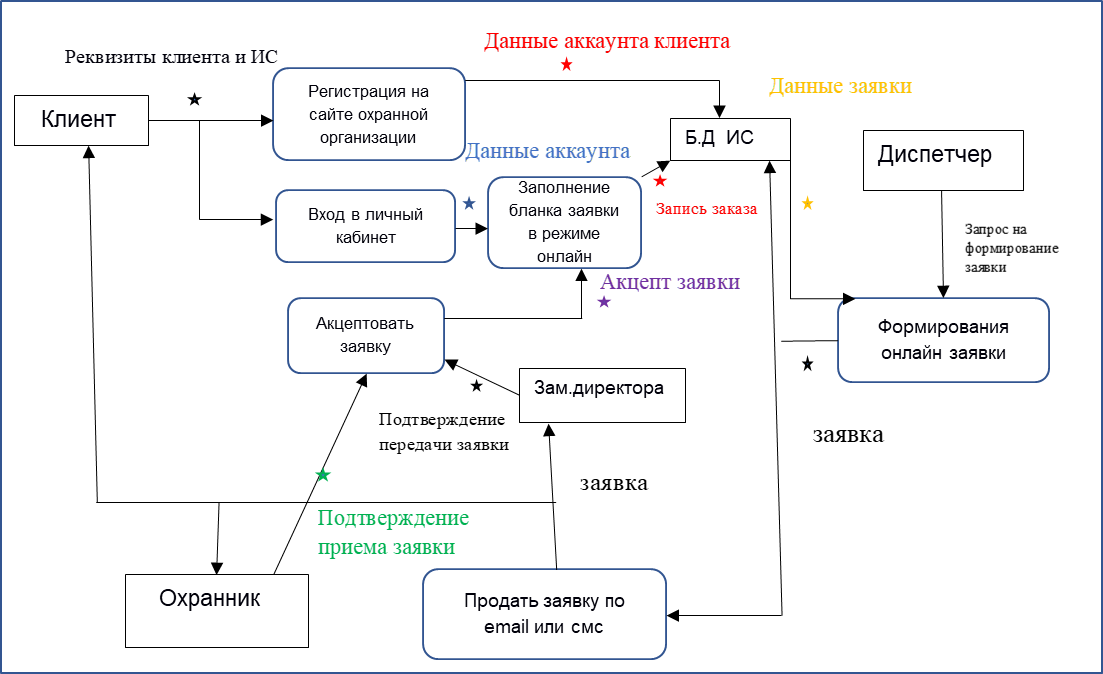 Данные аккаунта клиента
Реквизиты клиента и ИС
Регистрация на
сайте охранной
организации
Данные заявки
Клиент
Б.Д ИС
Диспетчер
Данные аккаунта
Заполнение
бланка заявки
в режиме
онлайн
Вход в личный
кабинет
Запись заказа
Запрос на
формирование
заявки
Акцепт заявки
Акцептовать
заявку
Формирования
онлайн заявки
Зам.директора
Подтверждение
передачи заявки
заявка
заявка
Подтверждение
приема заявки
Охранник
Продать заявку по
email или смс